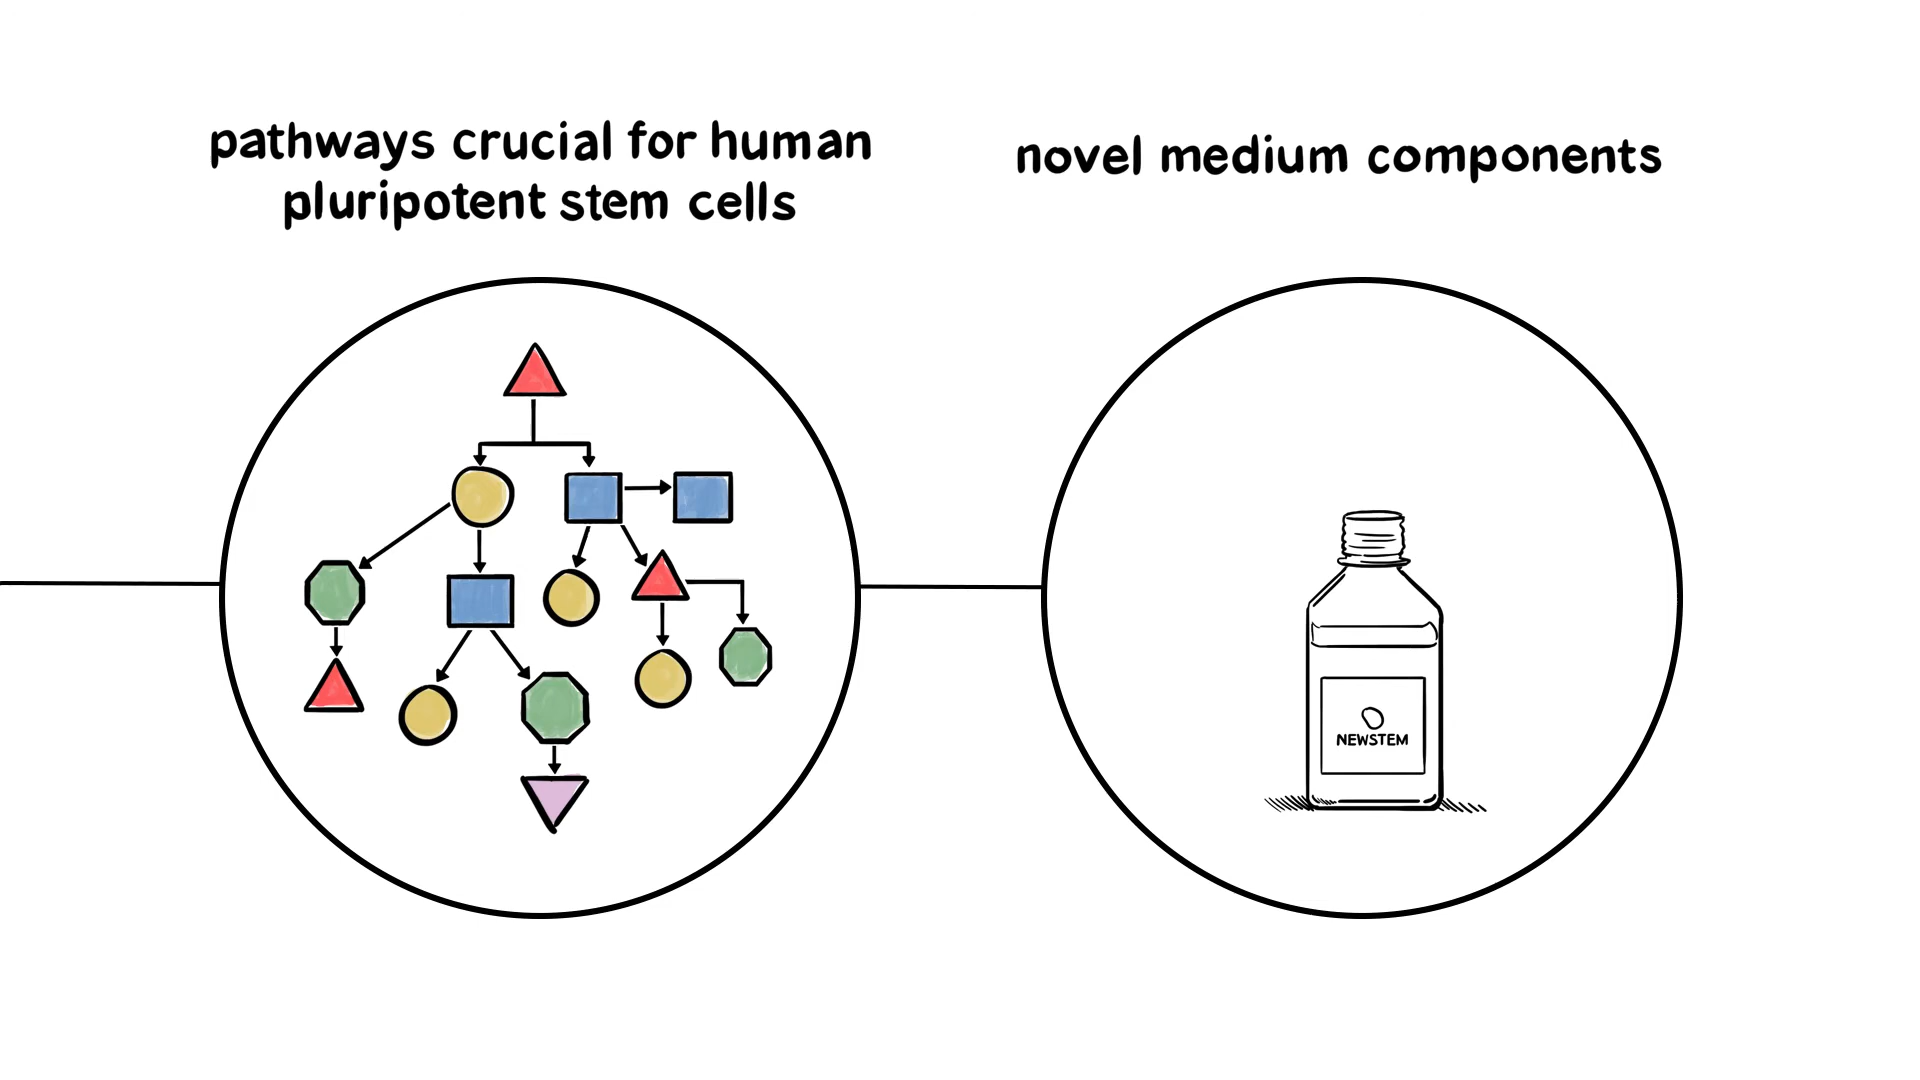 pathways crucial for human
pluripotent stem cells
novel medium components
NEWSTEM